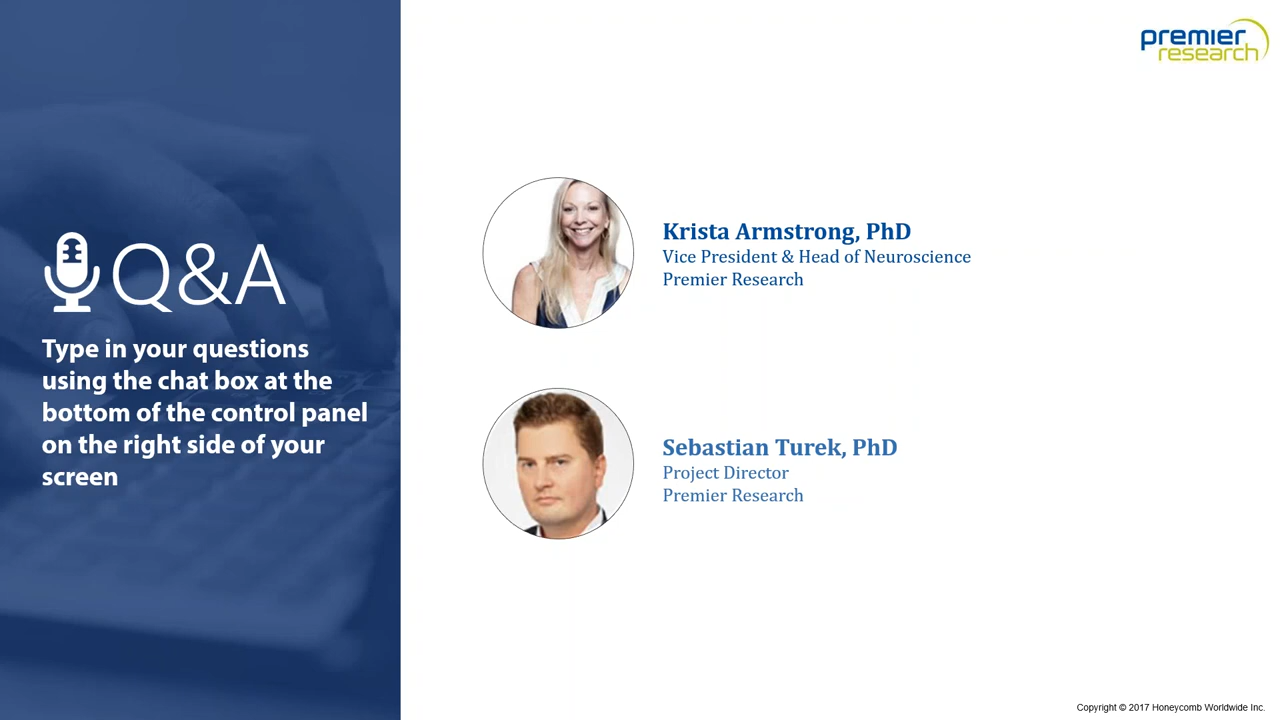 premier
research
Q&A
Type in your questions
using the chat box at the
bottom of the control panel
on the right side of your
screen
Krista Armstrong, PhD
Vice President & Head of Neuroscience
Premier Research
Sebastian Turek, PhD
Project Director
Premier Research
Copyright © 2017 Honeycomb Worldwide Inc.